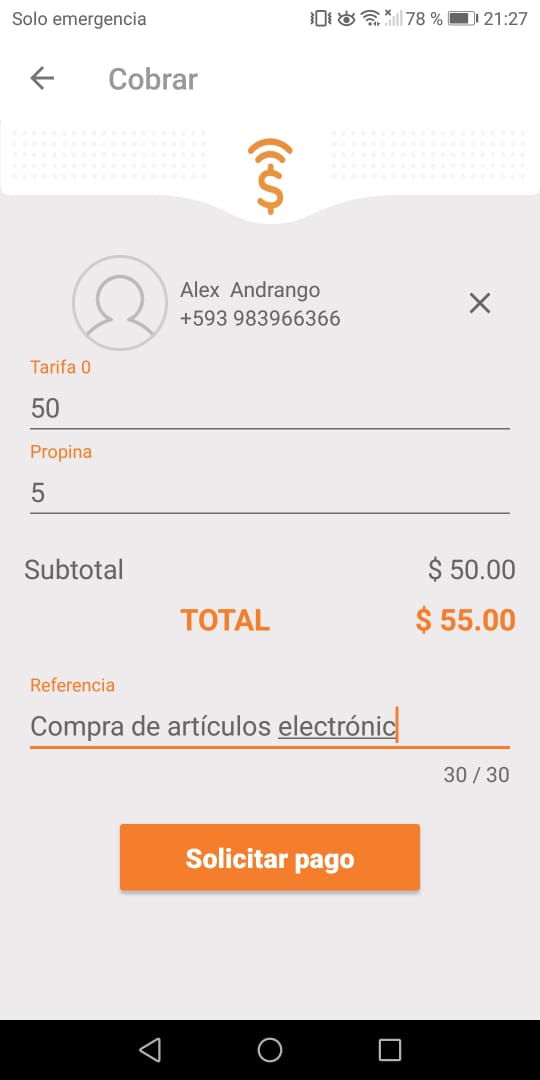 Solo emergencia 78 % 21:27
Cobrar
$
Alex Andrango
+593 983966366
Tarifa 0
50
Propina
5
Subtotal $ 50.00
TOTAL $ 55.00
Referencia
Compra de artículos electrónic
30 / 30
Solicitar pago